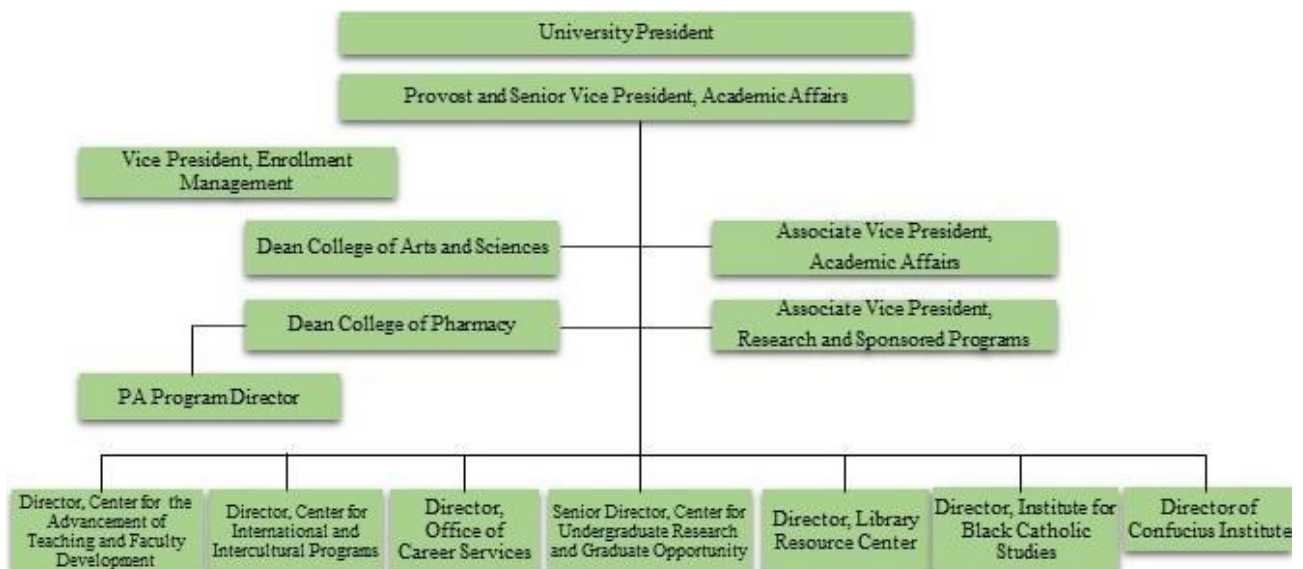 University President
Provost and Senior Vice President, Academic Affairs
Vice President, Enrollment
Management
Dean College of Arts and Sciences
Associate Vice President,
Academic Affairs
Dean College of Pharmacy
Associate Vice President,
Research and Sponsored Programs
PA Program Director
Director, Center for the
Advancement of
Teaching and Faculty
Development
Director, Center for
International and
Intercultural Programs
Director,
Office of
Career Services
Senior Director, Center for
Undergraduate Research
and Graduate Opportunity
Director, Library
Resource Center
Director, Institute for
Black Catholic
Studies
Director of
Confucius Institute